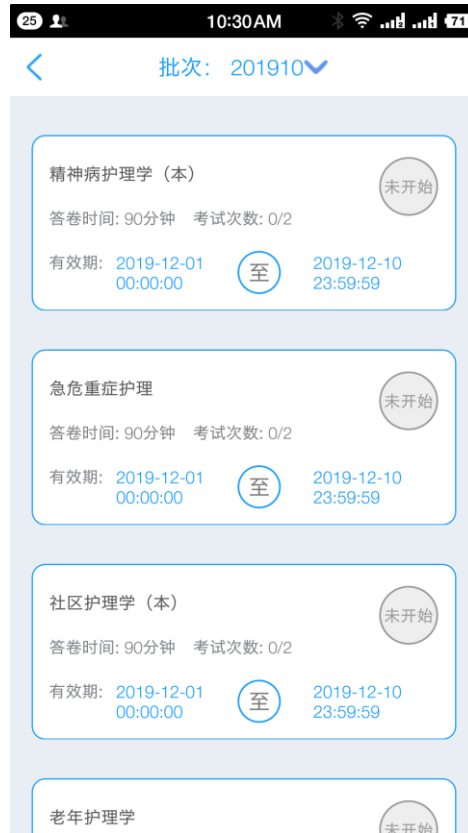 25 10:30AM 71
批次： 201910
精神病护理学（本）
未开始
答卷时间: 90分钟 考试次数: 0/2
有效期: 2019-12-01 00:00:00 至 2019-12-10 23:59:59
急危重症护理
未开始
答卷时间: 90分钟 考试次数: 0/2
有效期: 2019-12-01 00:00:00 至 2019-12-10 23:59:59
社区护理学（本）
未开始
答卷时间: 90分钟 考试次数: 0/2
有效期: 2019-12-01 00:00:00 至 2019-12-10 23:59:59
老年护理学
未开始